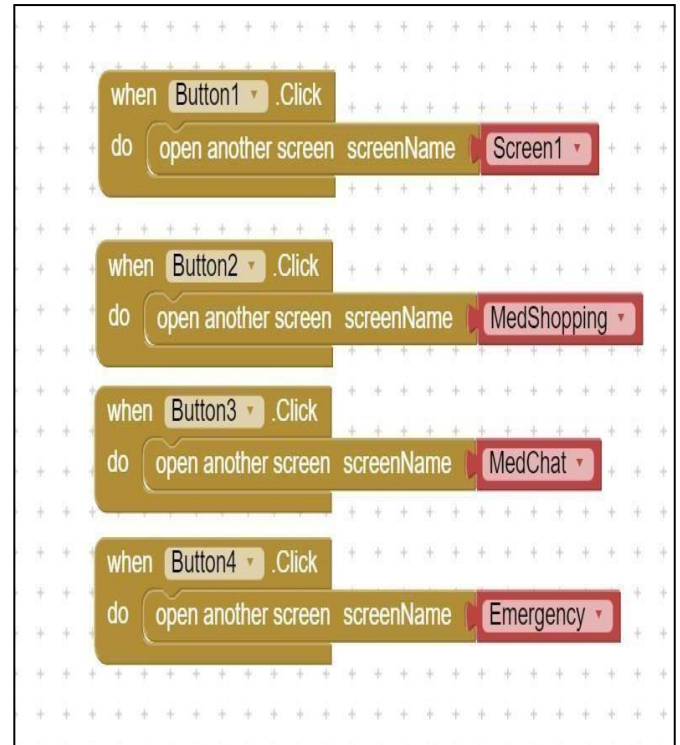 when Button1 .Click
do open another screen screenName Screen1
when Button2 .Click
do open another screen screenName MedShopping
when Button3 .Click
do open another screen screenName MedChat
when Button4 .Click
do open another screen screenName Emergency